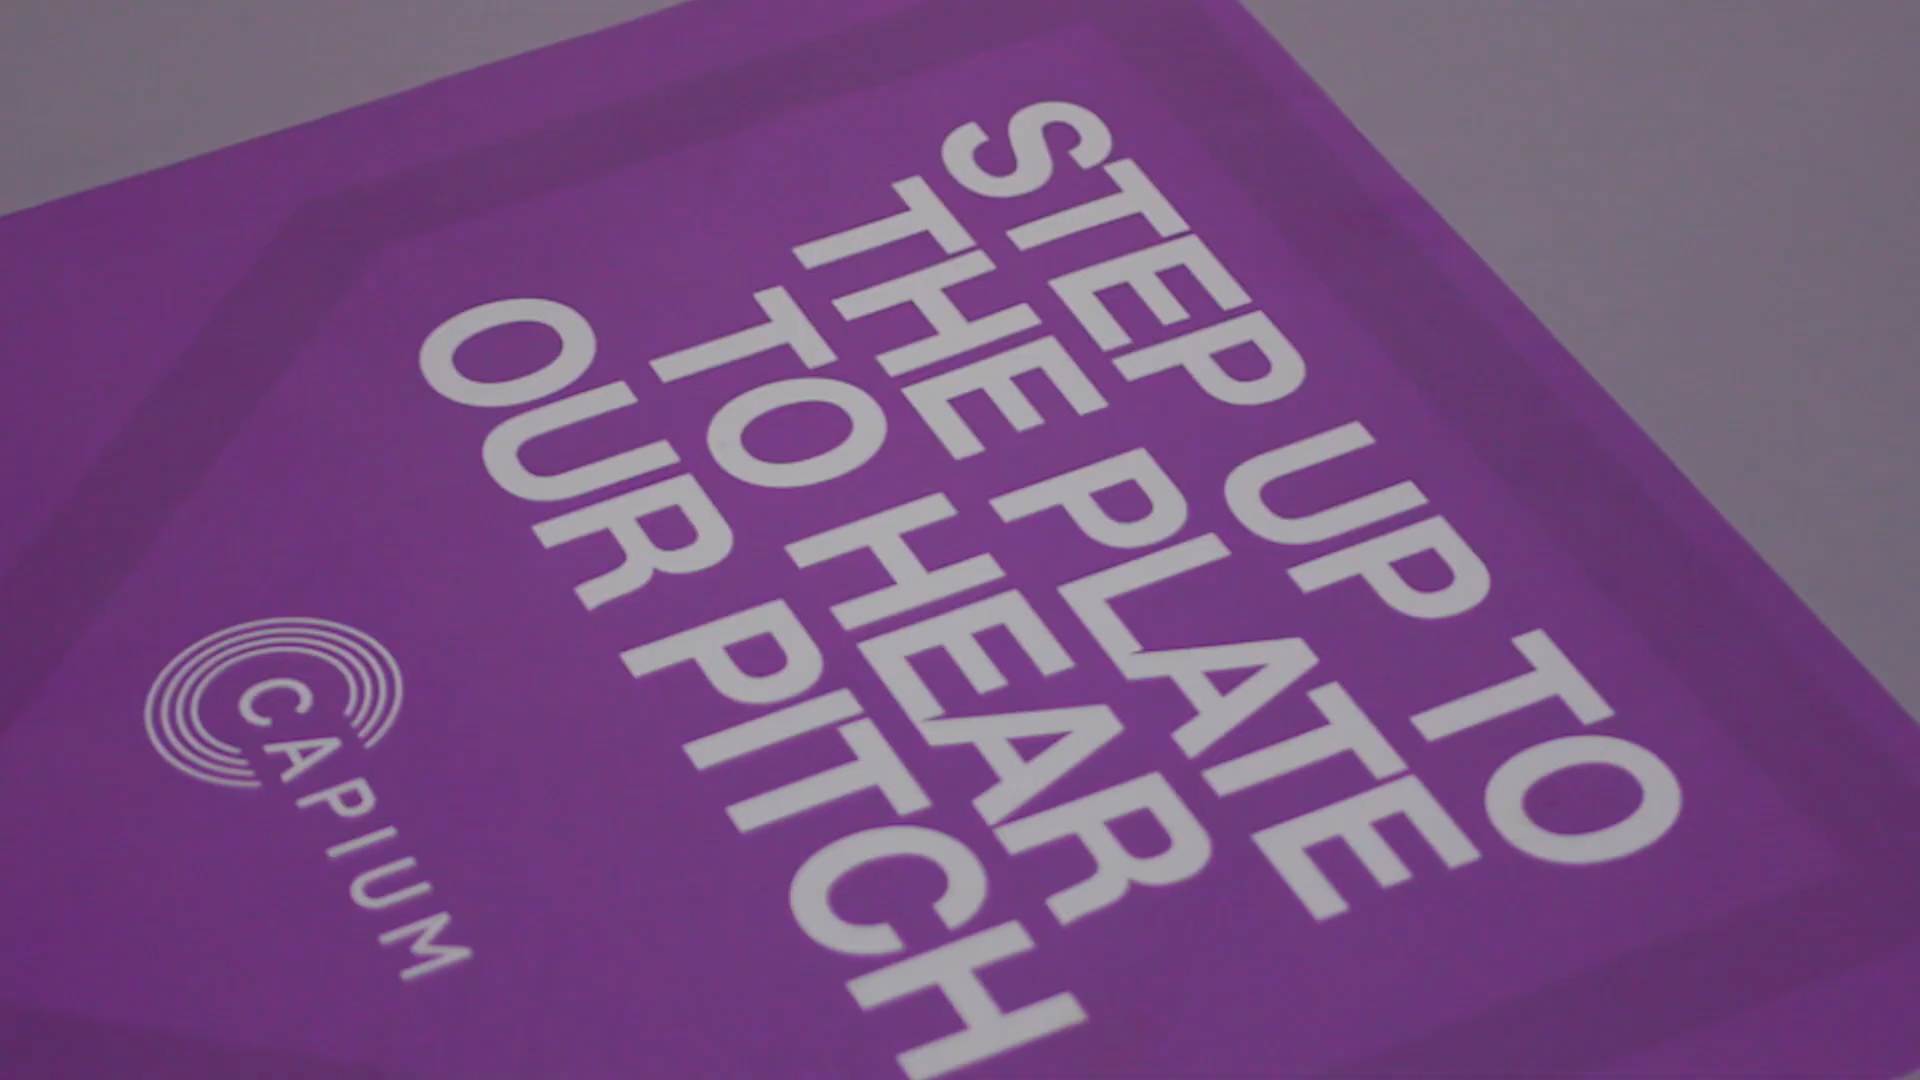 STEP UP TO
THE PLATE
TO HEAR
OUR PITCH
CAPIUM